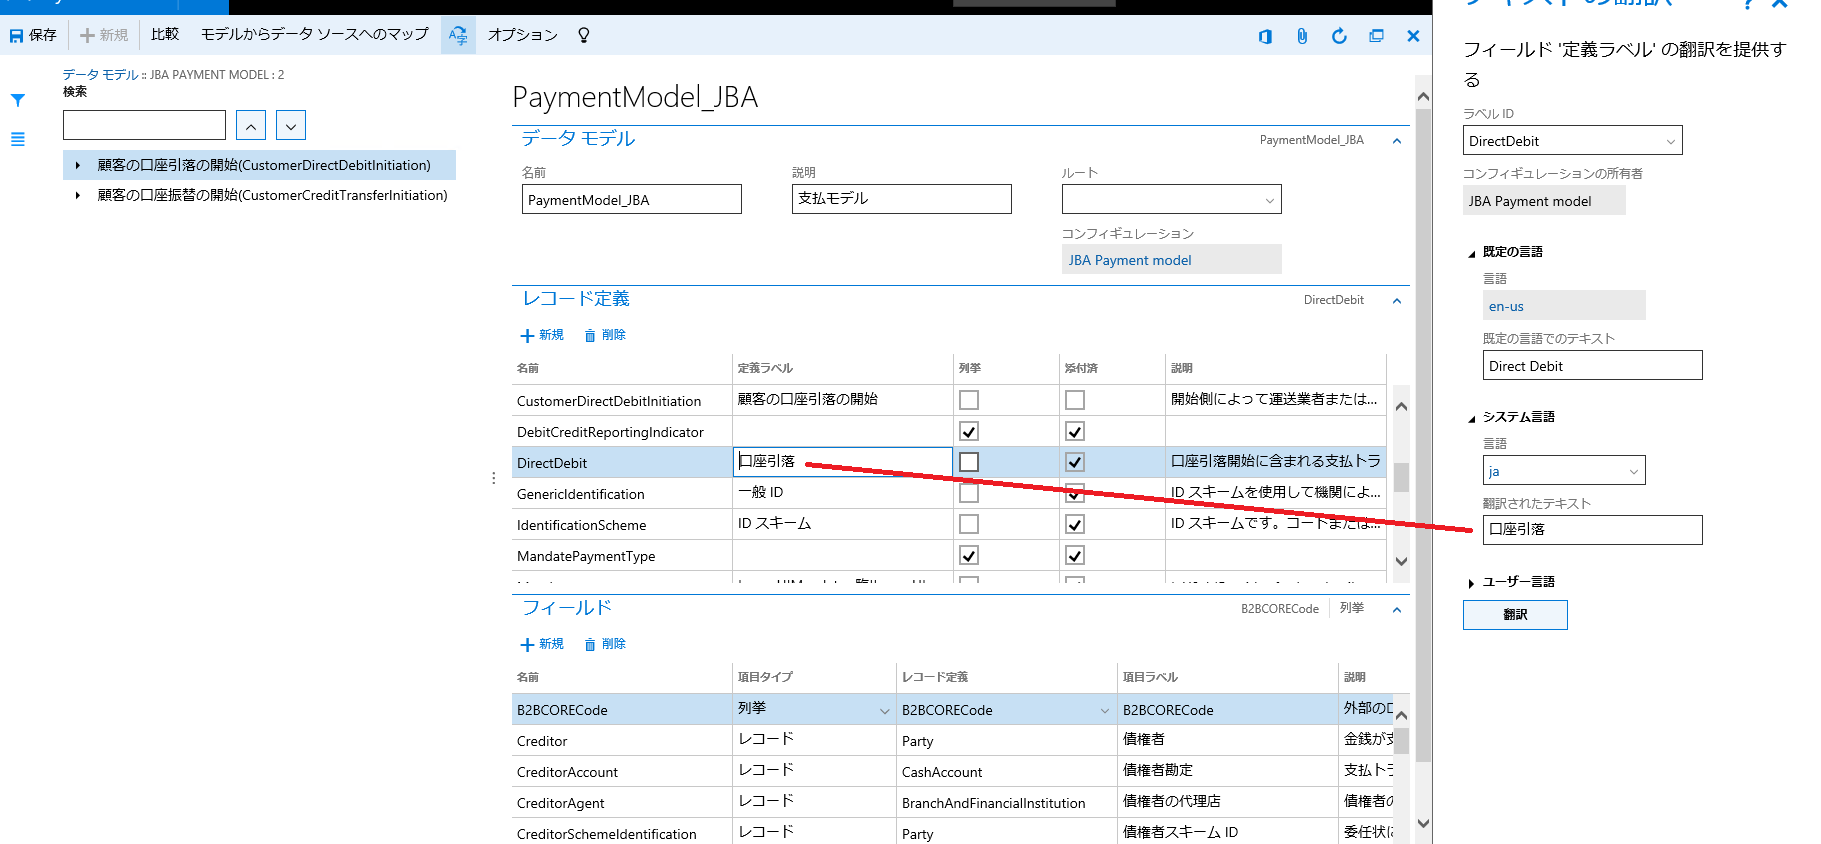 保存
新規
比較
モデルからデータ ソースへのマップ
オプション
データ モデル :: JBA PAYMENT MODEL : 2
検索
顧客の口座引落の開始(CustomerDirectDebitInitiation)
顧客の口座振替の開始(CustomerCreditTransferInitiation)
PaymentModel_JBA
データ モデル PaymentModel_JBA
名前 説明 ルート
PaymentModel_JBA 支払モデル
コンフィギュレーション
JBA Payment model
レコード定義 DirectDebit
新規 削除
名前 定義ラベル 列挙 添付済 説明
CustomerDirectDebitInitiation 顧客の口座引落の開始 開始側によって運送業者または...
DebitCreditReportingIndicator
DirectDebit 口座引落 口座引落開始に含まれる支払トラ
GenericIdentification 一般 ID ID スキームを使用して機関によ...
IdentificationScheme ID スキーム ID スキームです。コードまたは...
MandatePaymentType
フィールド B2BCORECode 列挙
新規 削除
名前 項目タイプ レコード定義 項目ラベル 説明
B2BCORECode 列挙 B2BCORECode B2BCORECode 外部の
Creditor レコード Party 債権者 金銭が支
CreditorAccount レコード CashAccount 債権者勘定 支払トラ
CreditorAgent レコード BranchAndFinancialInstitution 債権者の代理店 債権者の
CreditorSchemeIdentification レコード Party 債権者スキーム ID 委任状に
テキストの翻訳
?
フィールド '定義ラベル' の翻訳を提供す
る
ラベル ID
DirectDebit
コンフィギュレーションの所有者
JBA Payment model
既定の言語
言語
en-us
既定の言語でのテキスト
Direct Debit
システム言語
言語
ja
翻訳されたテキスト
口座引落
ユーザー言語
翻訳